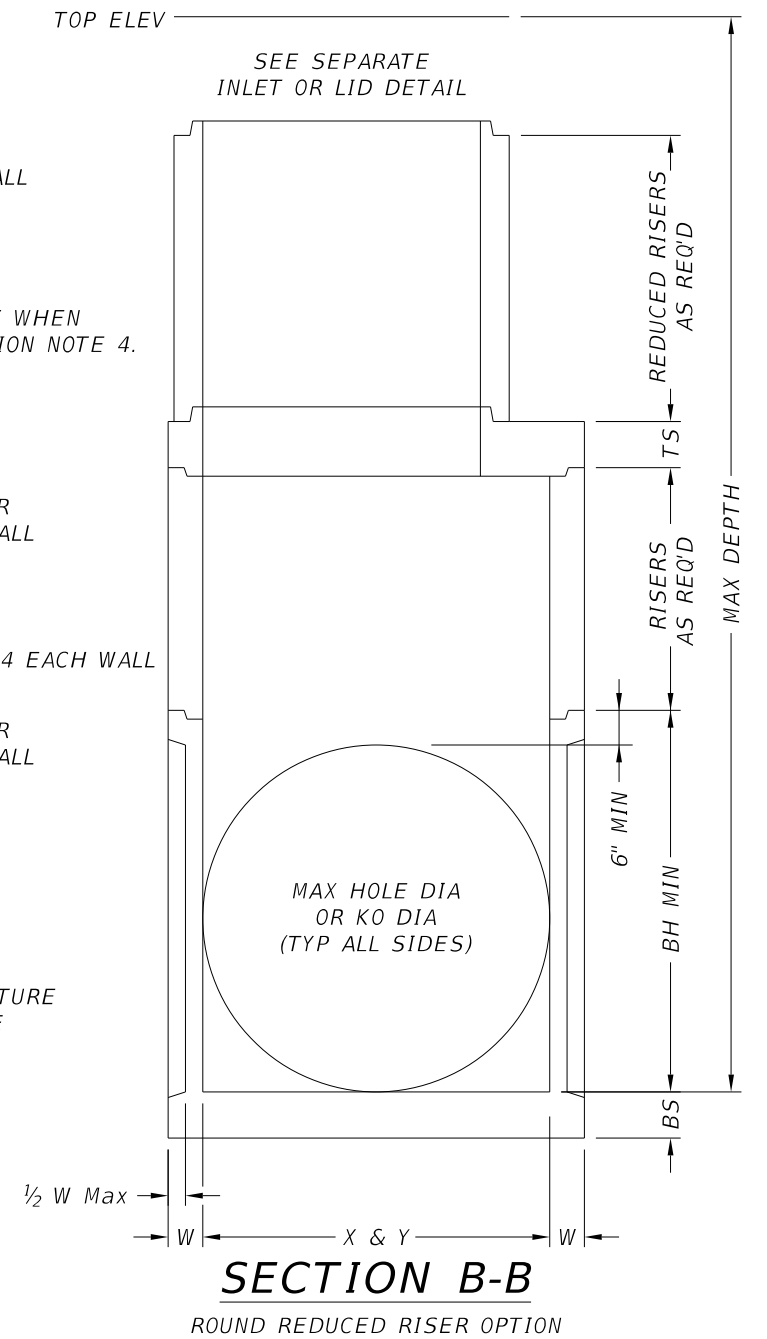 TOP ELEV
SEE SEPARATE
INLET OR LID DETAIL
ALL
WHEN
ION NOTE 4.
REDUCED RISERS
AS REQ'D
TS
R
ALL
RISERS
AS REQ'D
MAX DEPTH
4 EACH WALL
R
ALL
6" MIN
BH MIN
MAX HOLE DIA
OR KO DIA
(TYP ALL SIDES)
TURE
BS
½ W Max
W
X & Y
W
SECTION B-B
ROUND REDUCED RISER OPTION